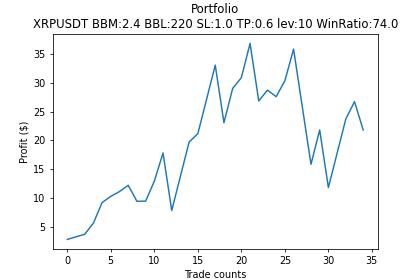 Portfolio
XRPUSDT BBM:2.4 BBL:220 SL:1.0 TP:0.6 lev:10 WinRatio:74.0
35
30
25
20
15
10
5
Profit ($)
0 5 10 15 20 25 30 35
Trade counts